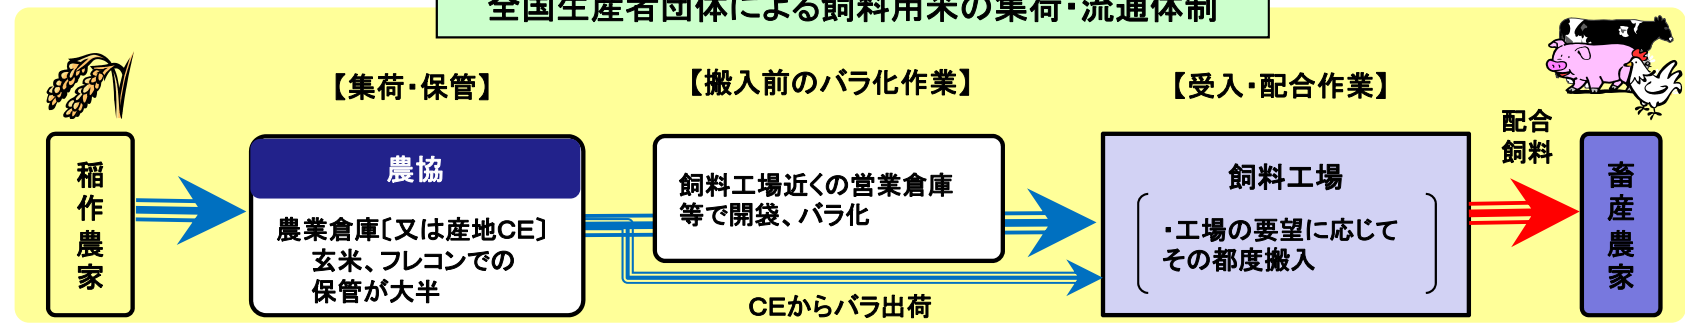 全国生産者団体による飼料用米の集荷・流通体制
【集荷・保管】
【搬入前のバラ化作業】
【受入・配合作業】
稲作農家
農協
農業倉庫〔又は産地CE〕
玄米、フレコンでの
保管が大半
飼料工場近くの営業倉庫
等で開袋、バラ化
CEからバラ出荷
飼料工場
・工場の要望に応じて
その都度搬入
配合
飼料
畜産農家